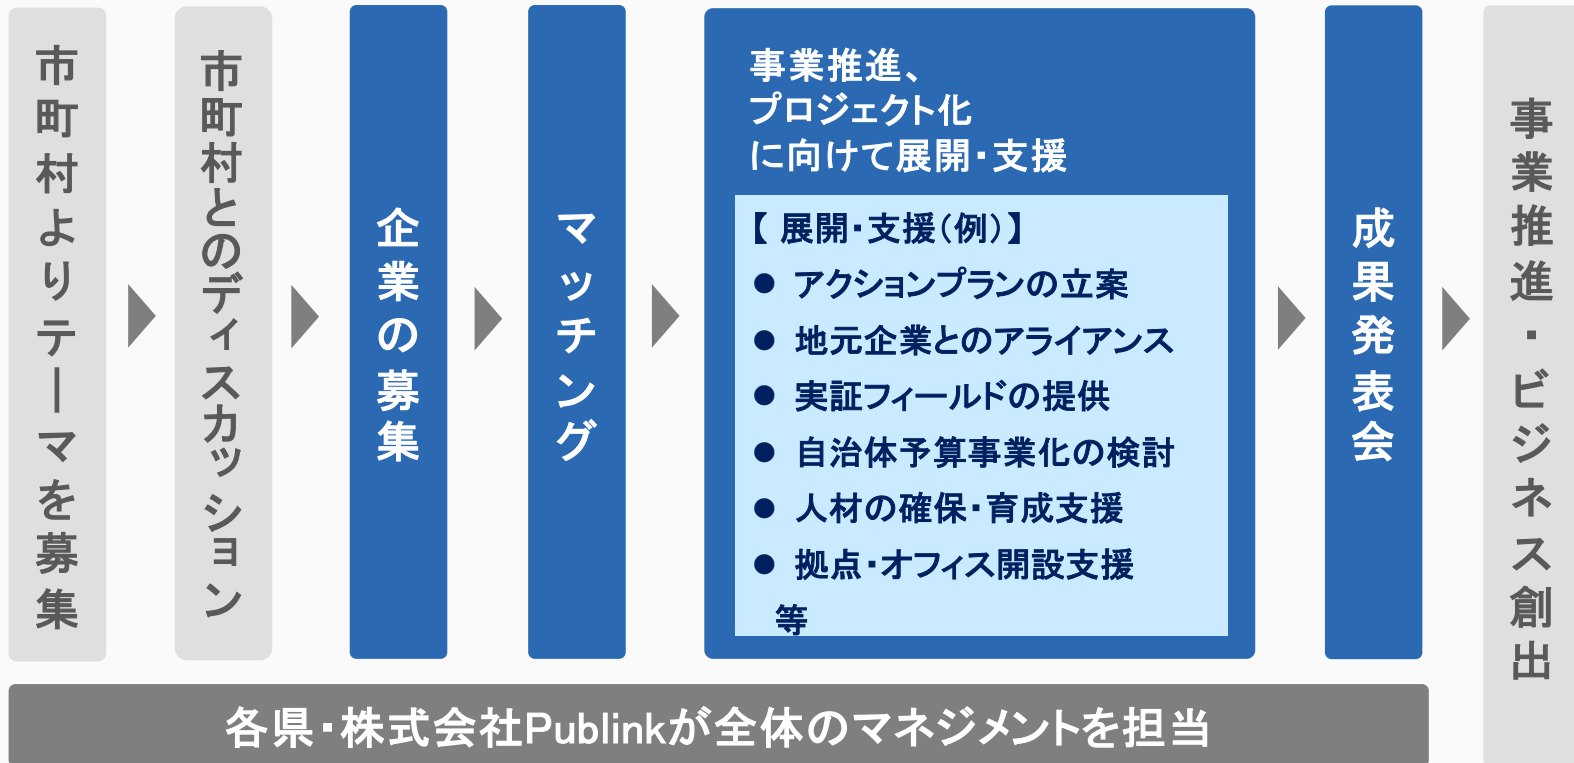 市町村よりテーマを募集
市町村とのディスカッション
企業の募集
マッチング
事業推進、
プロジェクト化
に向けて展開・支援
【 展開・支援（例）】
● アクションプランの立案
● 地元企業とのアライアンス
● 実証フィールドの提供
● 自治体予算事業化の検討
● 人材の確保・育成支援
● 拠点・オフィス開設支援
等
成果発表会
事業推進・ビジネス創出
各県・株式会社Publinkが全体のマネジメントを担当